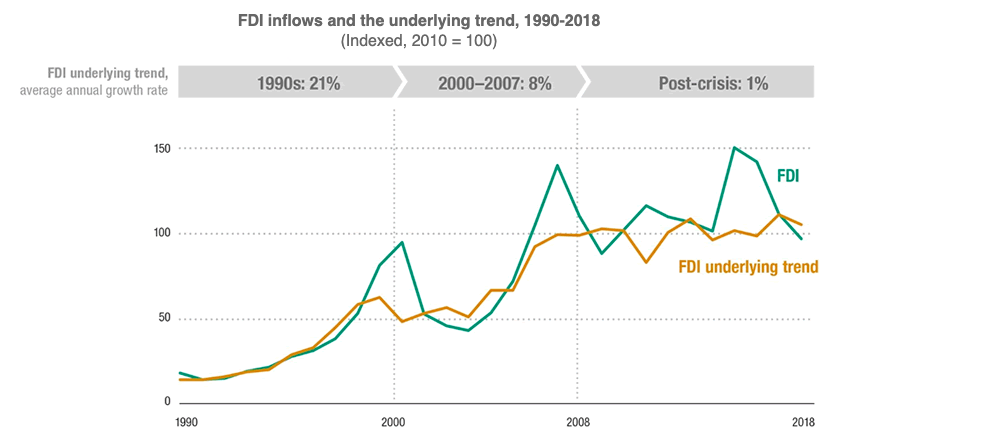 FDI inflows and the underlying trend, 1990-2018
(Indexed, 2010 = 100)
FDI underlying trend,
average annual growth rate
1990s: 21%
2000–2007: 8%
Post-crisis: 1%
150
FDI
100
FDI underlying trend
50
0
1990
2000
2008
2018